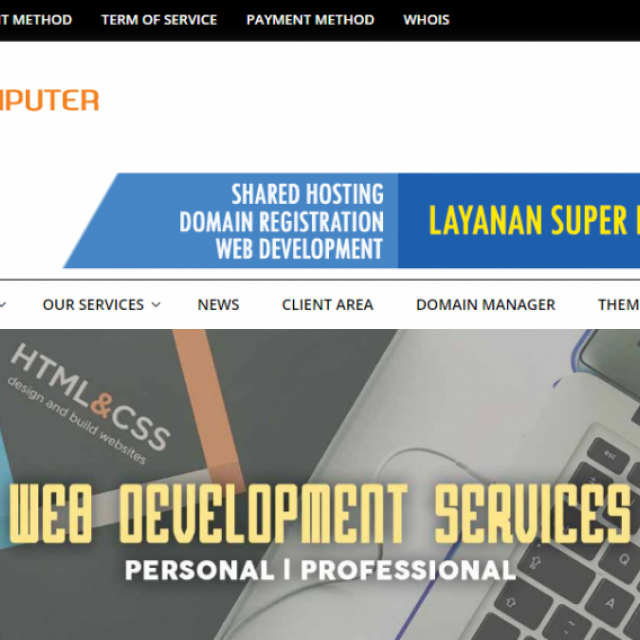 T METHOD TERM OF SERVICE PAYMENT METHOD WHOIS
PUTER
SHARED HOSTING
DOMAIN REGISTRATION
WEB DEVELOPMENT
LAYANAN SUPER
OUR SERVICES NEWS CLIENT AREA DOMAIN MANAGER THEM
HTML&CSS
design and build websites
WEB DEVELOPMENT SERVICES
PERSONAL | PROFESSIONAL